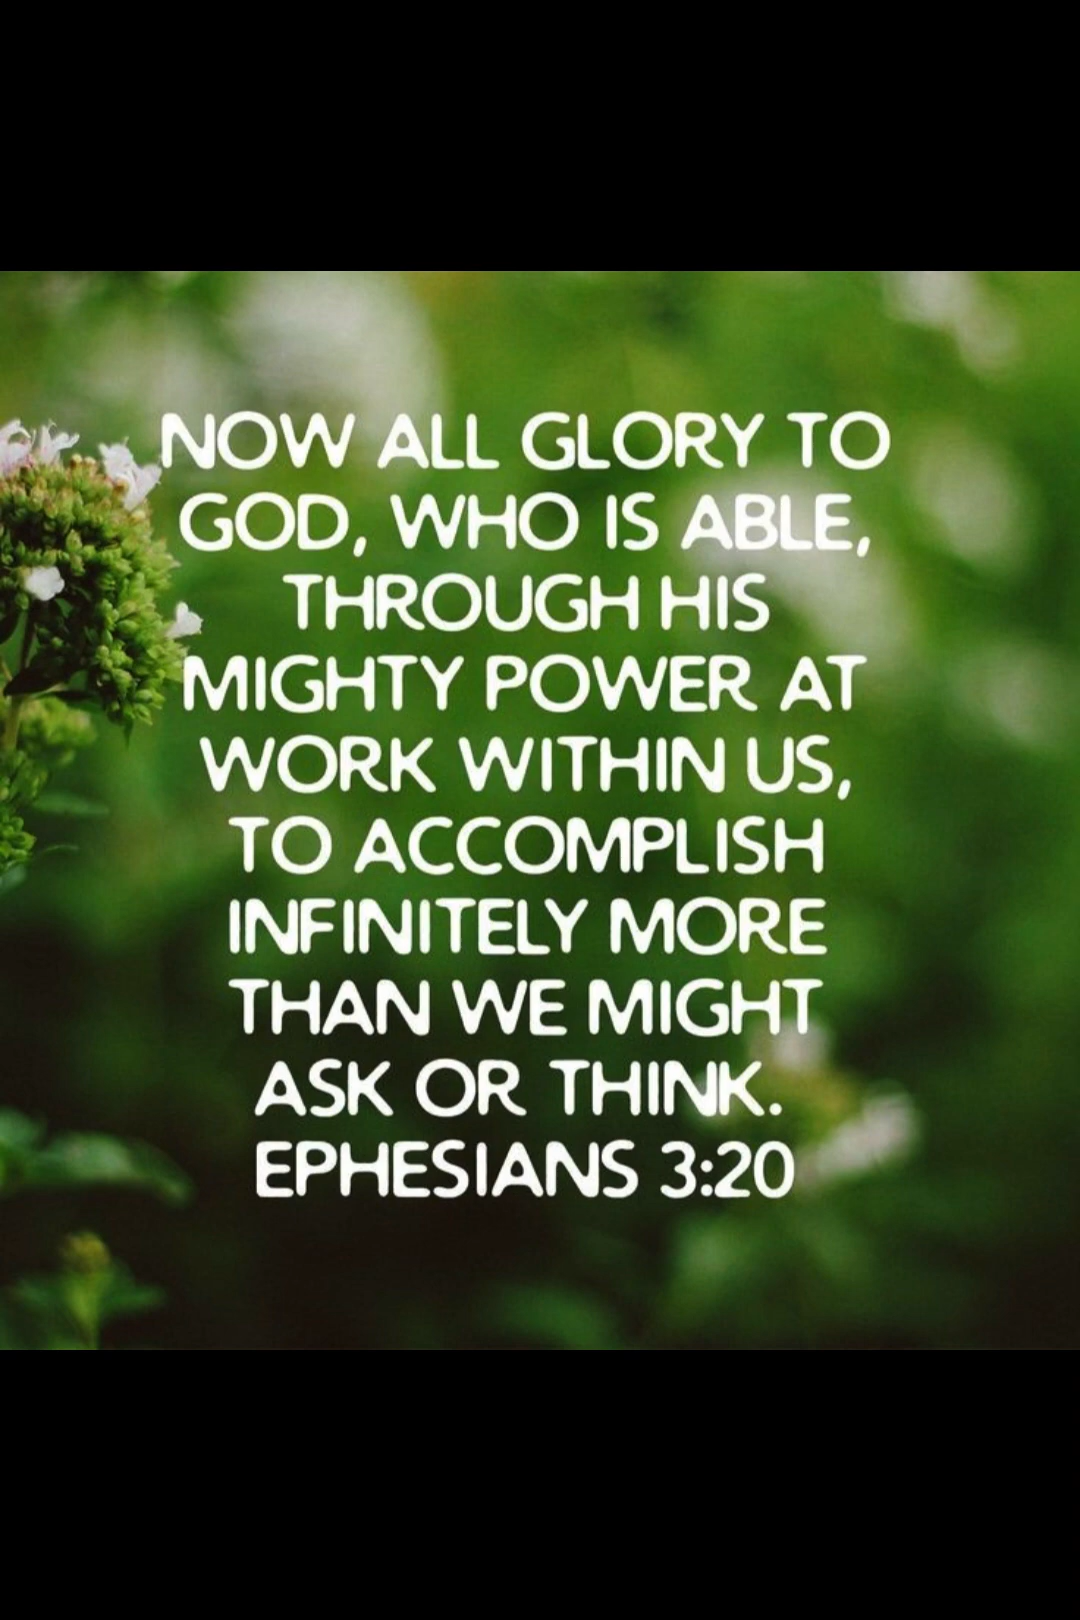 NOW ALL GLORY TO
GOD, WHO IS ABLE,
THROUGH HIS
MIGHTY POWER AT
WORK WITHIN US,
TO ACCOMPLISH
INFINITELY MORE
THAN WE MIGHT
ASK OR THINK.
EPHESIANS 3:20